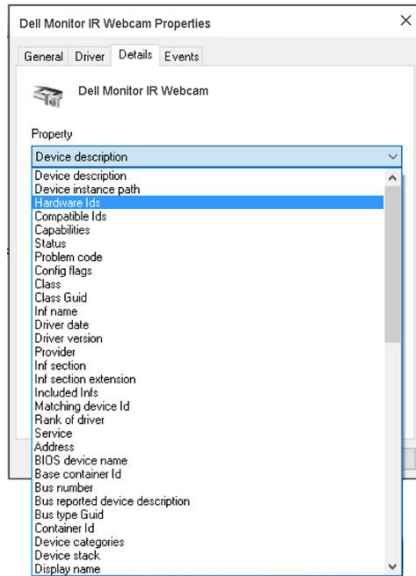 Dell Monitor IR Webcam Properties
General Driver Details Events
Dell Monitor IR Webcam
Property
Device description
Device description
Device instance path
Hardware Ids
Compatible Ids
Capabilities
Status
Problem code
Config flags
Class
Class Guid
Inf name
Driver date
Driver version
Provider
Inf section
Inf section extension
Included Infs
Matching device Id
Rank of driver
Service
Address
BIOS device name
Base container Id
Bus number
Bus reported device description
Bus type Guid
Container Id
Device categories
Device stack
Display name